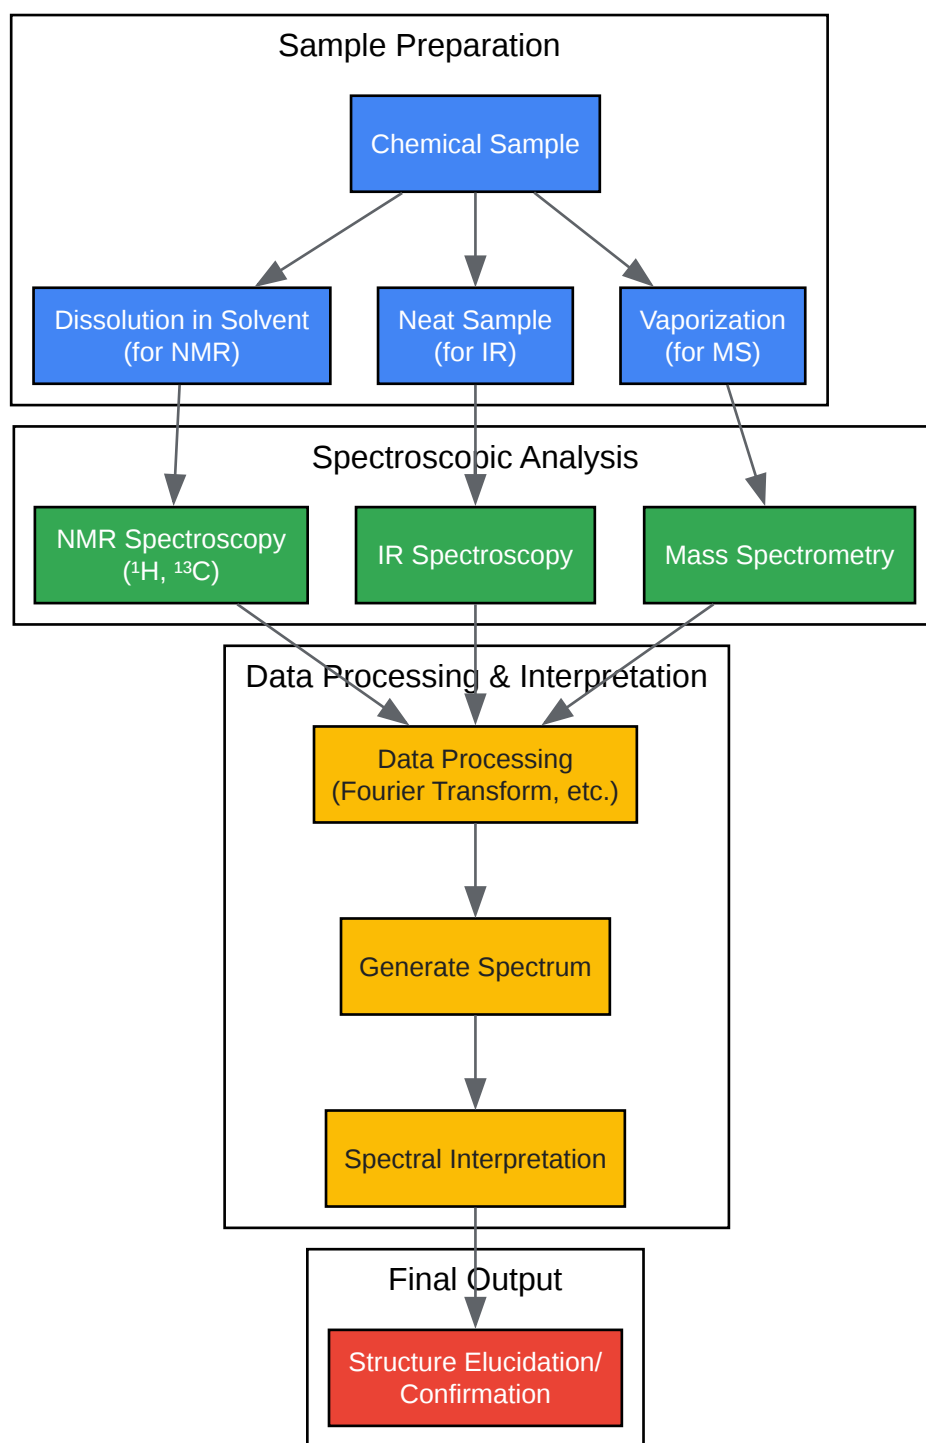 Sample Preparation
Chemical Sample
Dissolution in Solvent
(for NMR)
Neat Sample
(for IR)
Vaporization
(for MS)
Spectroscopic Analysis
NMR Spectroscopy
(¹H, ¹³C)
IR Spectroscopy
Mass Spectrometry
Data Processing & Interpretation
Data Processing
(Fourier Transform, etc.)
Generate Spectrum
Spectral Interpretation
Final Output
Structure Elucidation/
Confirmation